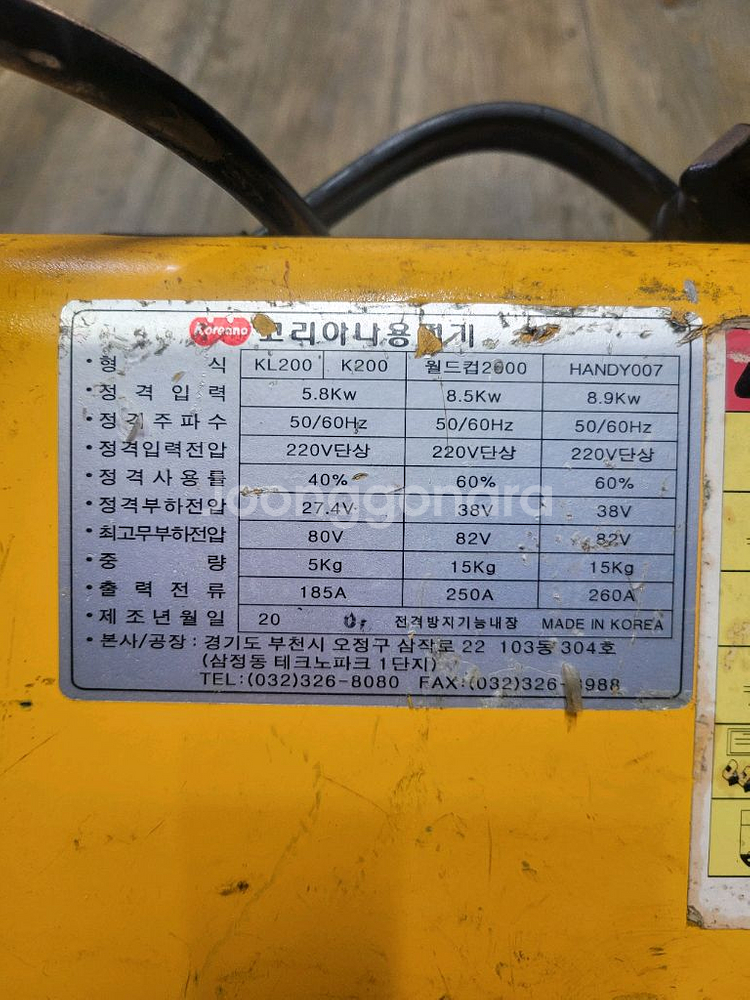 Koreano 코리아나용접기
· 형 식 KL200 K200 월드컵2000 HANDY007
· 정격입력 5.8Kw 8.5Kw 8.9Kw
· 정격주파수 50/60Hz 50/60Hz 50/60Hz
· 정격입력전압 220V단상 220V단상 220V단상
· 정격사용률 40% 60% 60%
· 정격부하전압 27.4V 38V 38V
· 최고무부하전압 80V 82V 82V
· 중 량 5Kg 15Kg 15Kg
· 출력전류 185A 250A 260A
· 제조년월일 20 전격방지기능내장 MADE IN KOREA
· 본사/공장 : 경기도 부천시 오정구 삼작로 22 103동 304호
(삼정동 테크노파크 1단지)
TEL:(032)326-8080 FAX:(032)326-8988
Joonggonara